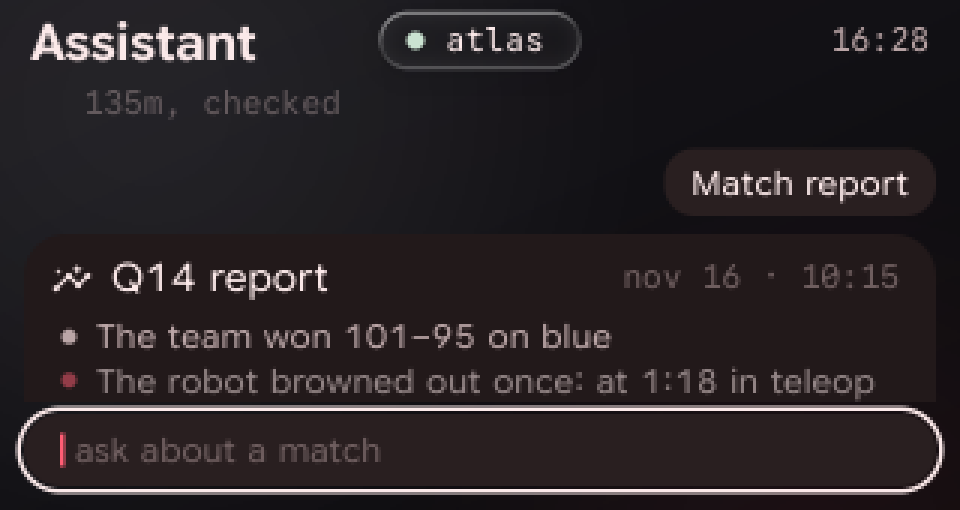 Assistant
atlas
16:28
135m, checked
Match report
Q14 report
nov 16 · 10:15
The team won 101–95 on blue
The robot browned out once: at 1:18 in teleop
ask about a match